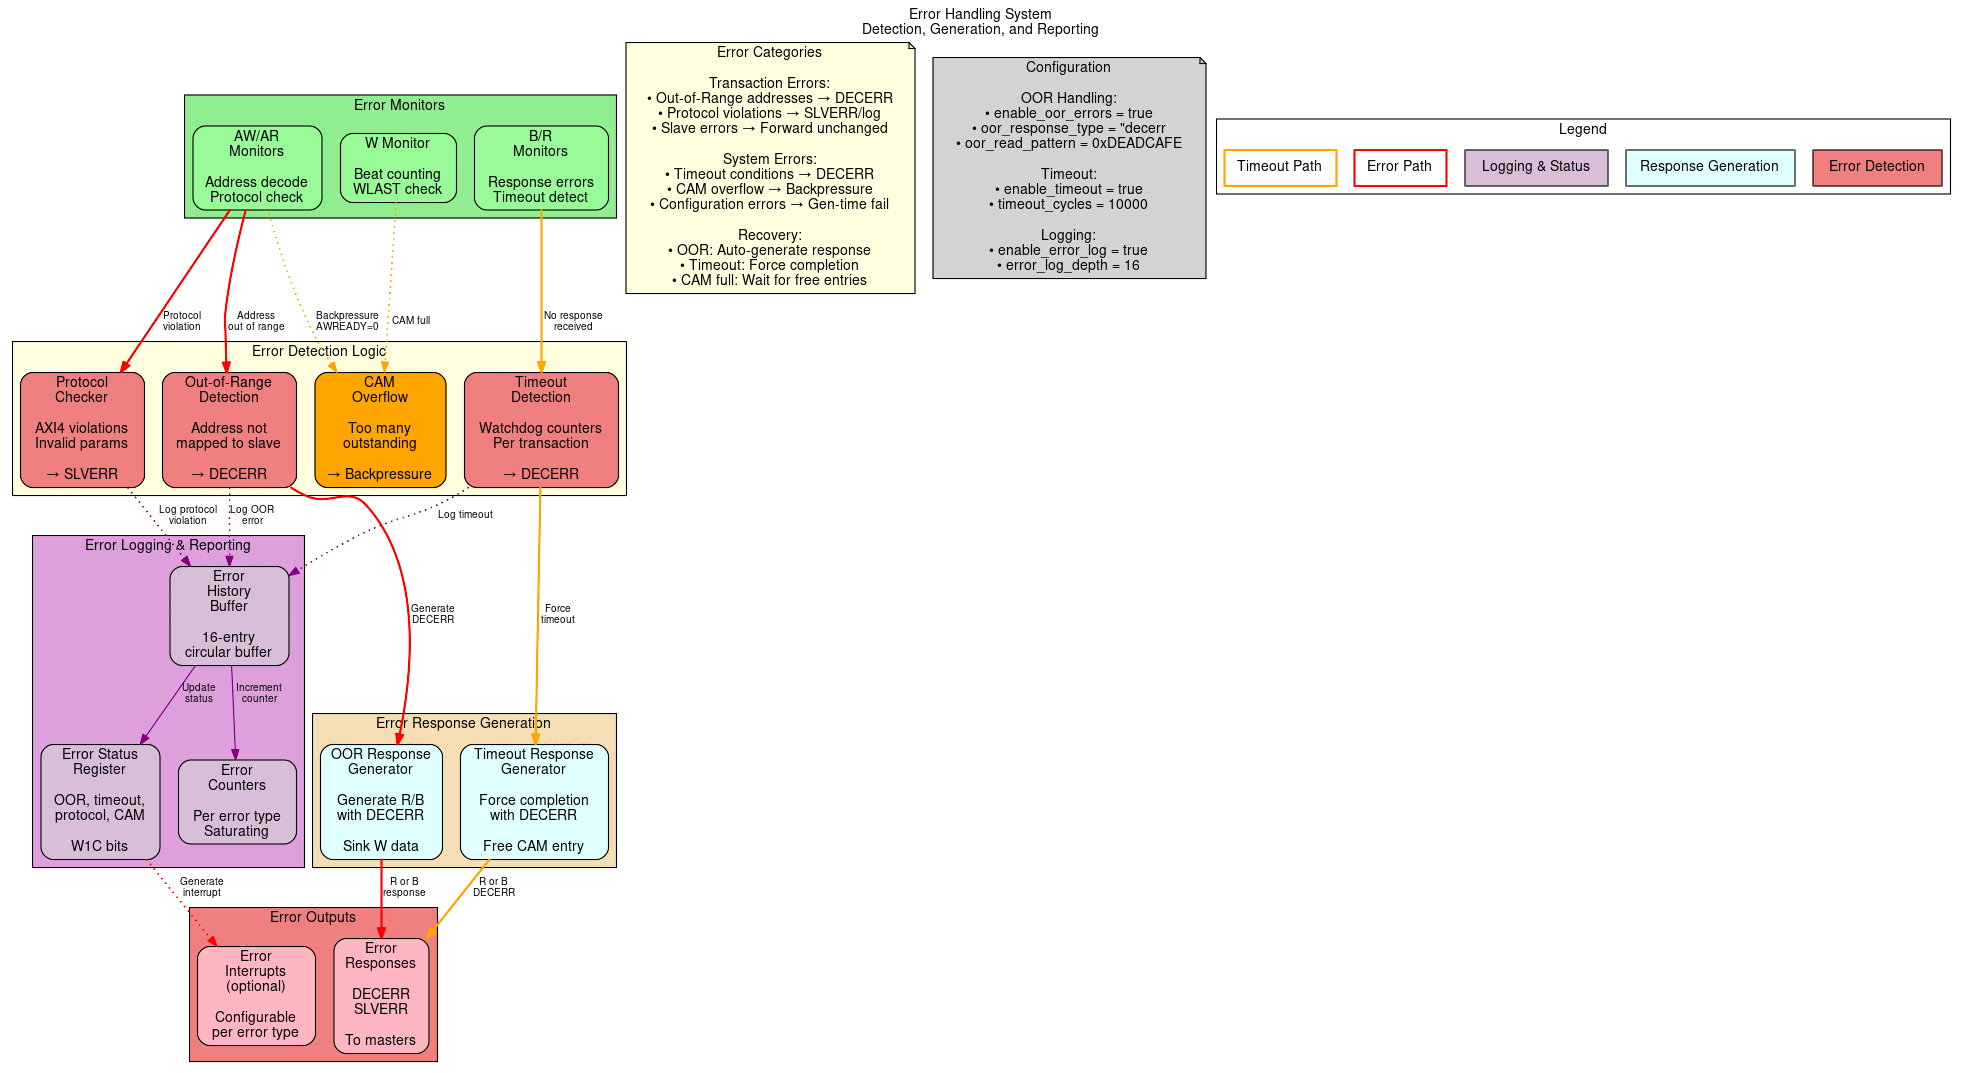 Error Handling System
Detection, Generation, and Reporting
Error Categories
Transaction Errors:
• Out-of-Range addresses → DECERR
• Protocol violations → SLVERR/log
• Slave errors → Forward unchanged
System Errors:
• Timeout conditions → DECERR
• CAM overflow → Backpressure
• Configuration errors → Gen-time fail
Recovery:
• OOR: Auto-generate response
• Timeout: Force completion
• CAM full: Wait for free entries
Configuration
OOR Handling:
• enable_oor_errors = true
• oor_response_type = "decerr
• oor_read_pattern = 0xDEADCAFE
Timeout:
• enable_timeout = true
• timeout_cycles = 10000
Logging:
• enable_error_log = true
• error_log_depth = 16
Legend
Timeout Path
Error Path
Logging & Status
Response Generation
Error Detection
Error Monitors
AW/AR
Monitors
Address decode
Protocol check
W Monitor
Beat counting
WLAST check
B/R
Monitors
Response errors
Timeout detect
Protocol
violation
Address
out of range
Backpressure
AWREADY=0
CAM full
No response
received
Error Detection Logic
Protocol
Checker
AXI4 violations
Invalid params
→ SLVERR
Out-of-Range
Detection
Address not
mapped to slave
→ DECERR
CAM
Overflow
Too many
outstanding
→ Backpressure
Timeout
Detection
Watchdog counters
Per transaction
→ DECERR
Log protocol
violation
Log OOR
error
Log timeout
Error Logging & Reporting
Error
History
Buffer
16-entry
circular buffer
Generate
DECERR
Force
timeout
Update
status
Increment
counter
Error Status
Register
OOR, timeout,
protocol, CAM
W1C bits
Error
Counters
Per error type
Saturating
Error Response Generation
OOR Response
Generator
Generate R/B
with DECERR
Sink W data
Timeout Response
Generator
Force completion
with DECERR
Free CAM entry
Generate
interrupt
R or B
response
R or B
DECERR
Error Outputs
Error
Interrupts
(optional)
Configurable
per error type
Error
Responses
DECERR
SLVERR
To masters